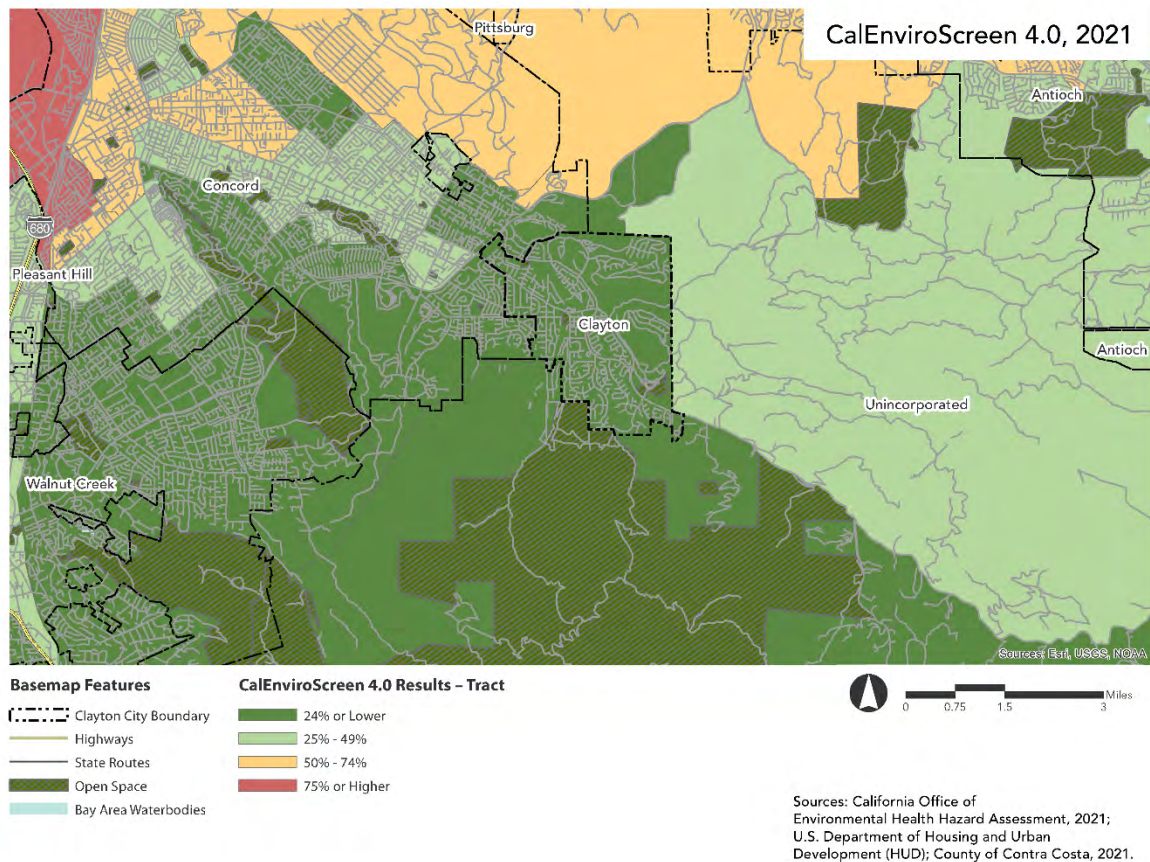 CalEnviroScreen 4.0, 2021
Pittsburg
Antioch
Concord
680
Pleasant Hill
Clayton
Antioch
Unincorporated
Walnut Creek
Sources: Esri, USGS, NOAA
Basemap Features
Clayton City Boundary
Highways
State Routes
Open Space
Bay Area Waterbodies
CalEnviroScreen 4.0 Results – Tract
24% or Lower
25% - 49%
50% - 74%
75% or Higher
Miles
0 0.75 1.5 3
Sources: California Office of
Environmental Health Hazard Assessment, 2021;
U.S. Department of Housing and Urban
Development (HUD); County of Contra Costa, 2021.